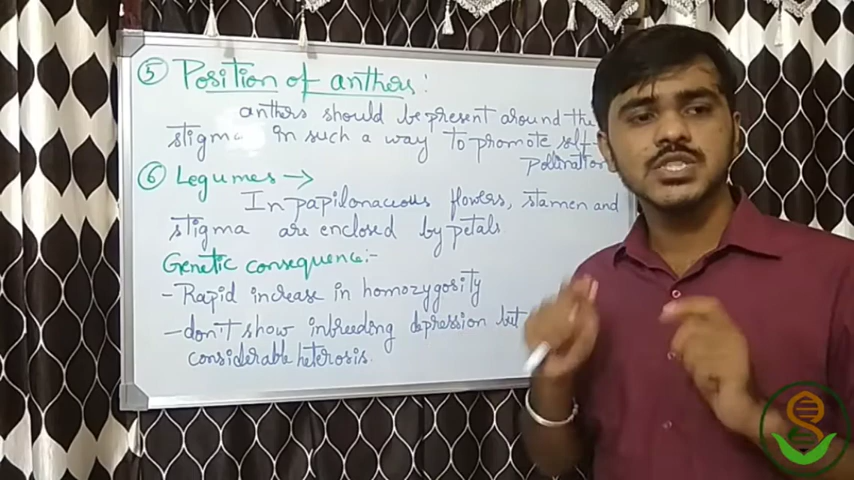 ⑤ Position of anthers:
anthers should be present around the
stigma in such a way to promote self-
pollination
⑥ Legumes →
In papilonaceous flowers, stamen and
stigma are enclosed by petals.
Genetic consequence:-
- Rapid increase in homozygosity
- don't show inbreeding depression but
considerable heterosis.